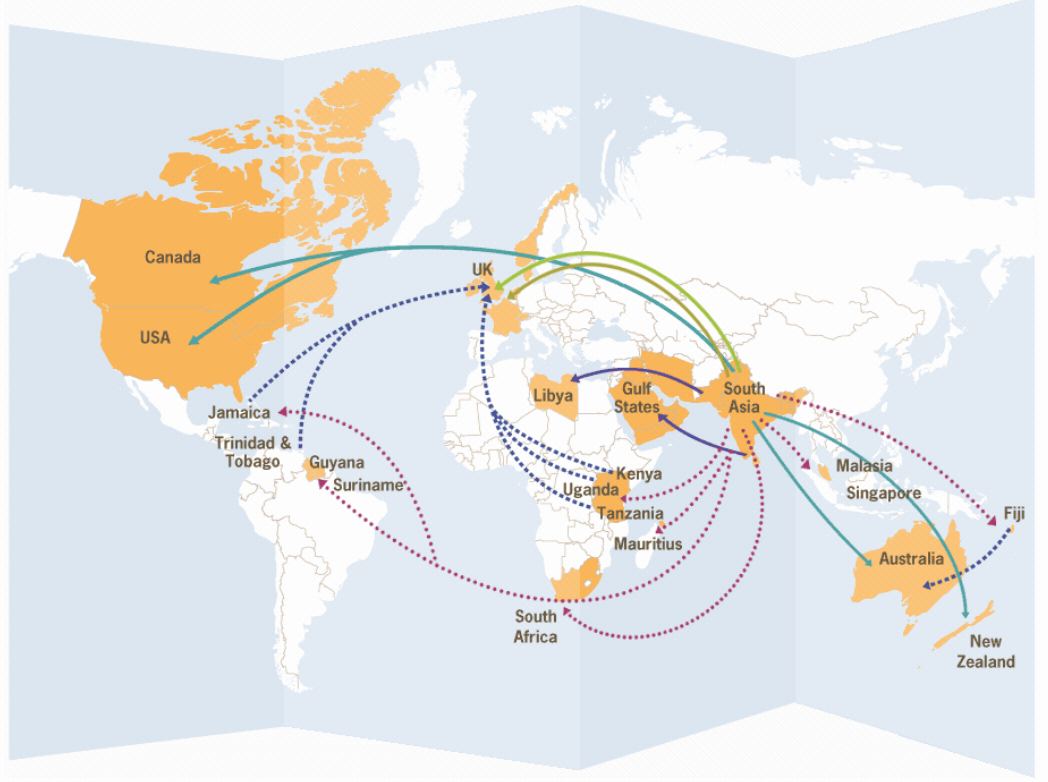 Canada
UK
USA
Libya
Gulf
States
South
Asia
Jamaica
Trinidad &
Tobago
Guyana
Suriname
Kenya
Uganda
Tanzania
Mauritius
Malasia
Singapore
Fiji
Australia
South
Africa
New
Zealand